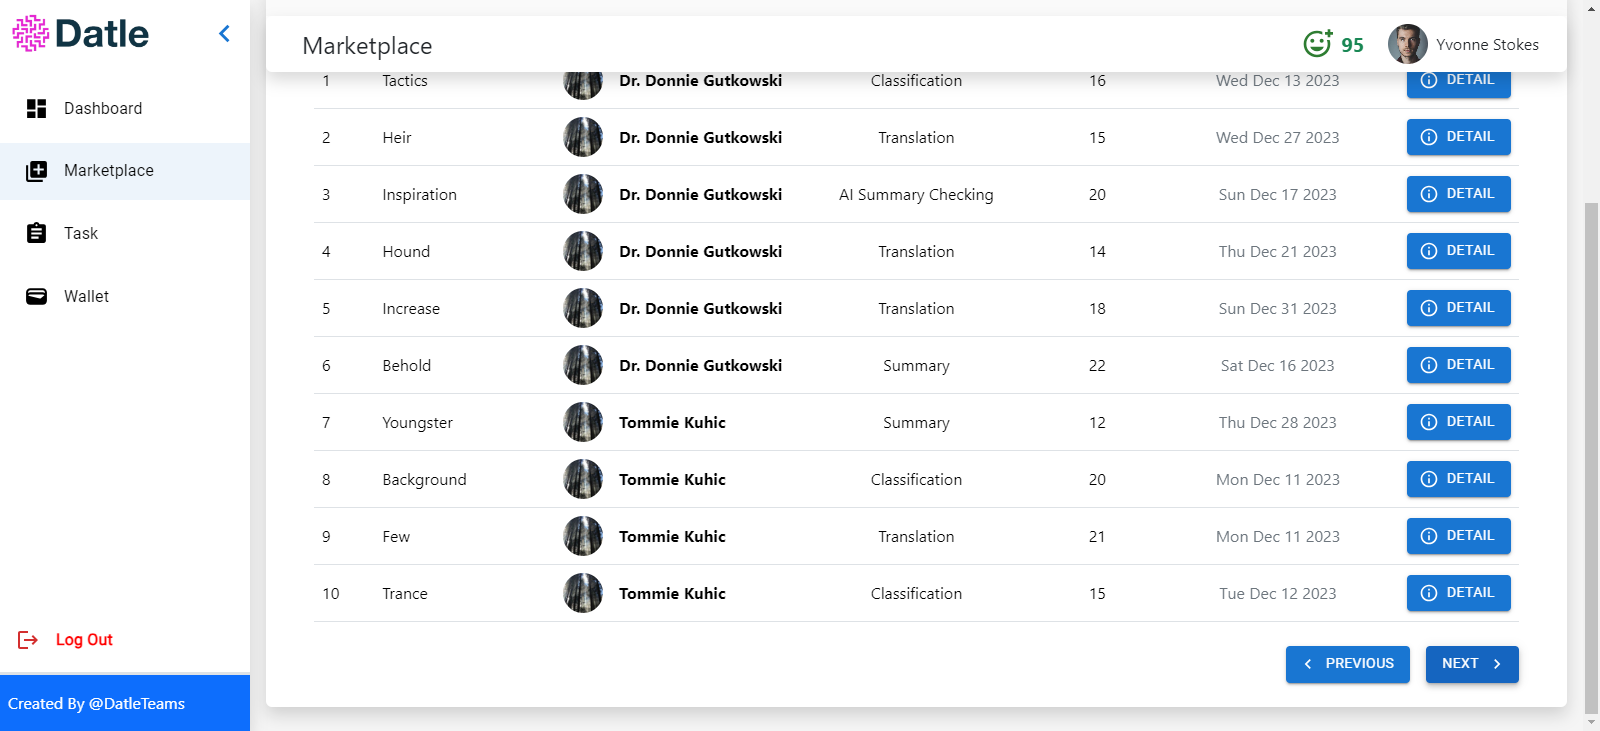 Datle
Dashboard
Marketplace
Task
Wallet
Log Out
Created By @DatleTeams
Marketplace 95 Yvonne Stokes
1 Tactics Dr. Donnie Gutkowski Classification 16 Wed Dec 13 2023 DETAIL
2 Heir Dr. Donnie Gutkowski Translation 15 Wed Dec 27 2023 DETAIL
3 Inspiration Dr. Donnie Gutkowski AI Summary Checking 20 Sun Dec 17 2023 DETAIL
4 Hound Dr. Donnie Gutkowski Translation 14 Thu Dec 21 2023 DETAIL
5 Increase Dr. Donnie Gutkowski Translation 18 Sun Dec 31 2023 DETAIL
6 Behold Dr. Donnie Gutkowski Summary 22 Sat Dec 16 2023 DETAIL
7 Youngster Tommie Kuhic Summary 12 Thu Dec 28 2023 DETAIL
8 Background Tommie Kuhic Classification 20 Mon Dec 11 2023 DETAIL
9 Few Tommie Kuhic Translation 21 Mon Dec 11 2023 DETAIL
10 Trance Tommie Kuhic Classification 15 Tue Dec 12 2023 DETAIL
PREVIOUS NEXT